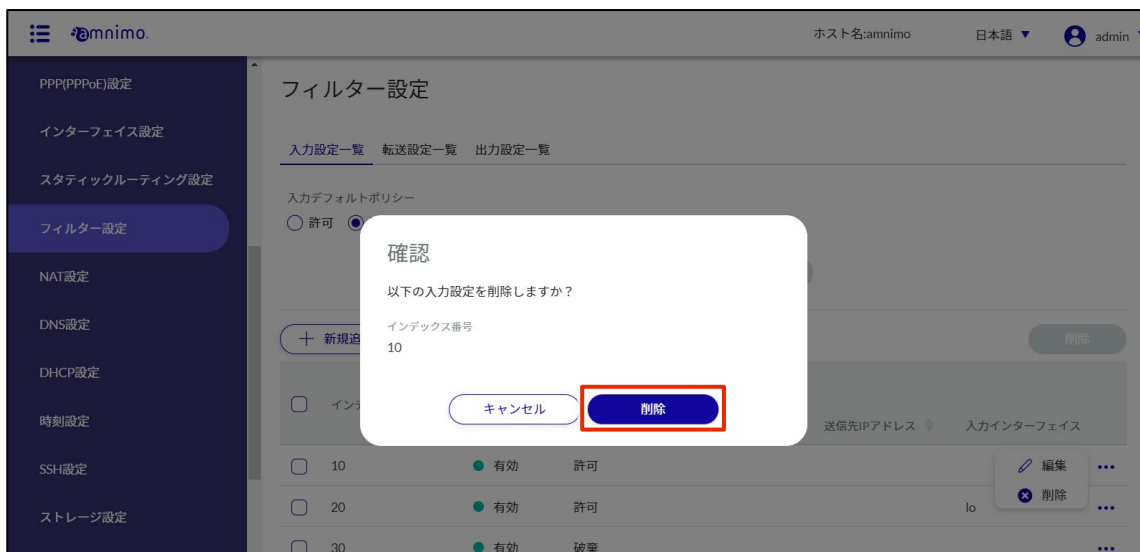 amnimo.
ホスト名:amnimo
日本語 ▼
admin
PPP(PPPoE)設定
インターフェイス設定
スタティックルーティング設定
フィルター設定
NAT設定
DNS設定
DHCP設定
時刻設定
SSH設定
ストレージ設定
フィルター設定
入力設定一覧 転送設定一覧 出力設定一覧
入力デフォルトポリシー
許可
確認
以下の入力設定を削除しますか？
インデックス番号
10
キャンセル 削除
＋ 新規追
削除
送信先IPアドレス 入力インターフェイス
10 有効 許可
編集
削除
20 有効 許可 lo
30 有効 破棄